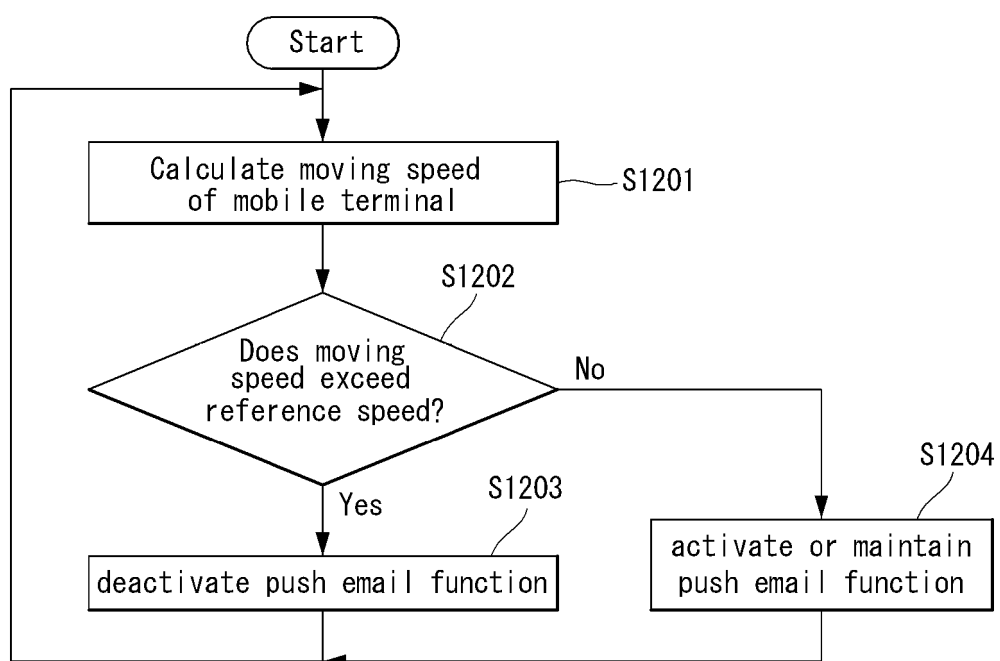 Start
Calculate moving speed
of mobile terminal
S1201
S1202
Does moving
speed exceed
reference speed?
No
Yes
S1203
deactivate push email function
S1204
activate or maintain
push email function